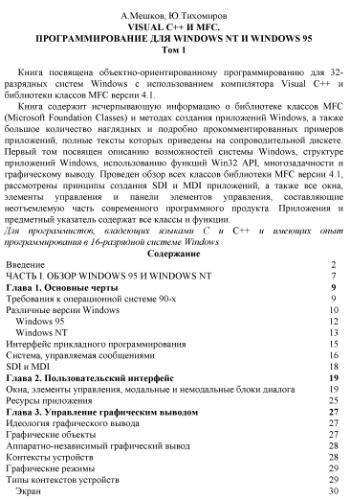 А.Мешков, Ю.Тихомиров
VISUAL C++ И MFC.
ПРОГРАММИРОВАНИЕ ДЛЯ WINDOWS NT И WINDOWS 95
Том 1
Книга посвящена объектно-ориентированному программированию для 32-
разрядных систем Windows с использованием компилятора Visual C++ и
библиотеки классов MFC версии 4.1.
Книга содержит исчерпывающую информацию о библиотеке классов MFC
(Microsoft Foundation Classes) и методах создания приложений Windows, а также
большое количество наглядных и подробно прокомментированных примеров
приложений, полные тексты которых приведены на сопроводительной дискете.
Первый том посвящен описанию возможностей системы Windows, структуре
приложений Windows, использованию функций Win32 API, многозадачности и
графическому выводу. Проведен обзор всех классов библиотеки MFC версии 4.1,
рассмотрены принципы создания SDI и MDI приложений, а также все окна,
элементы управления и панели элементов управления, составляющие
неотъемлемую часть современного программного продукта. Приложения и
предметный указатель содержат все классы и функции.
Для программистов, владеющих языками С и С++ и имеющих опыт
программирования в 16-разрядной системе Windows
Содержание
Введение 2
ЧАСТЬ I. ОБЗОР WINDOWS 95 И WINDOWS NT 7
Глава 1. Основные черты 9
Требования к операционной системе 90-х 9
Различные версии Windows 10
Windows 95 12
Windows NT 13
Интерфейс прикладного программирования 15
Система, управляемая сообщениями 16
SDI и MDI 18
Глава 2. Пользовательский интерфейс 19
Окна, элементы управления, модальные и немодальные блоки диалога 19
Ресурсы приложения 25
Глава 3. Управление графическим выводом 27
Идеология графического вывода 27
Графические объекты 27
Аппаратно-независимый графический вывод 28
Контексты устройств 28
Графические режимы 29
Типы контекстов устройств 29
Экран 30